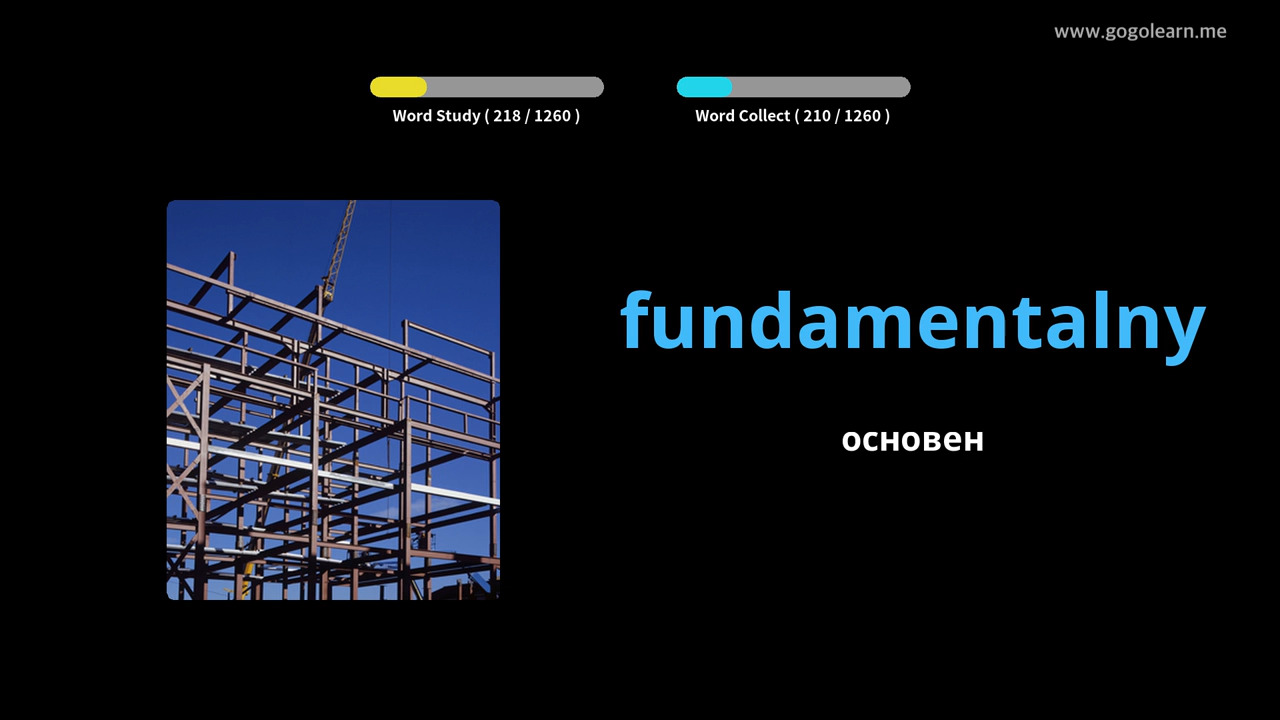 www.gogolearn.me
Word Study ( 218 / 1260 )
Word Collect ( 210 / 1260 )
fundamentalny
основен